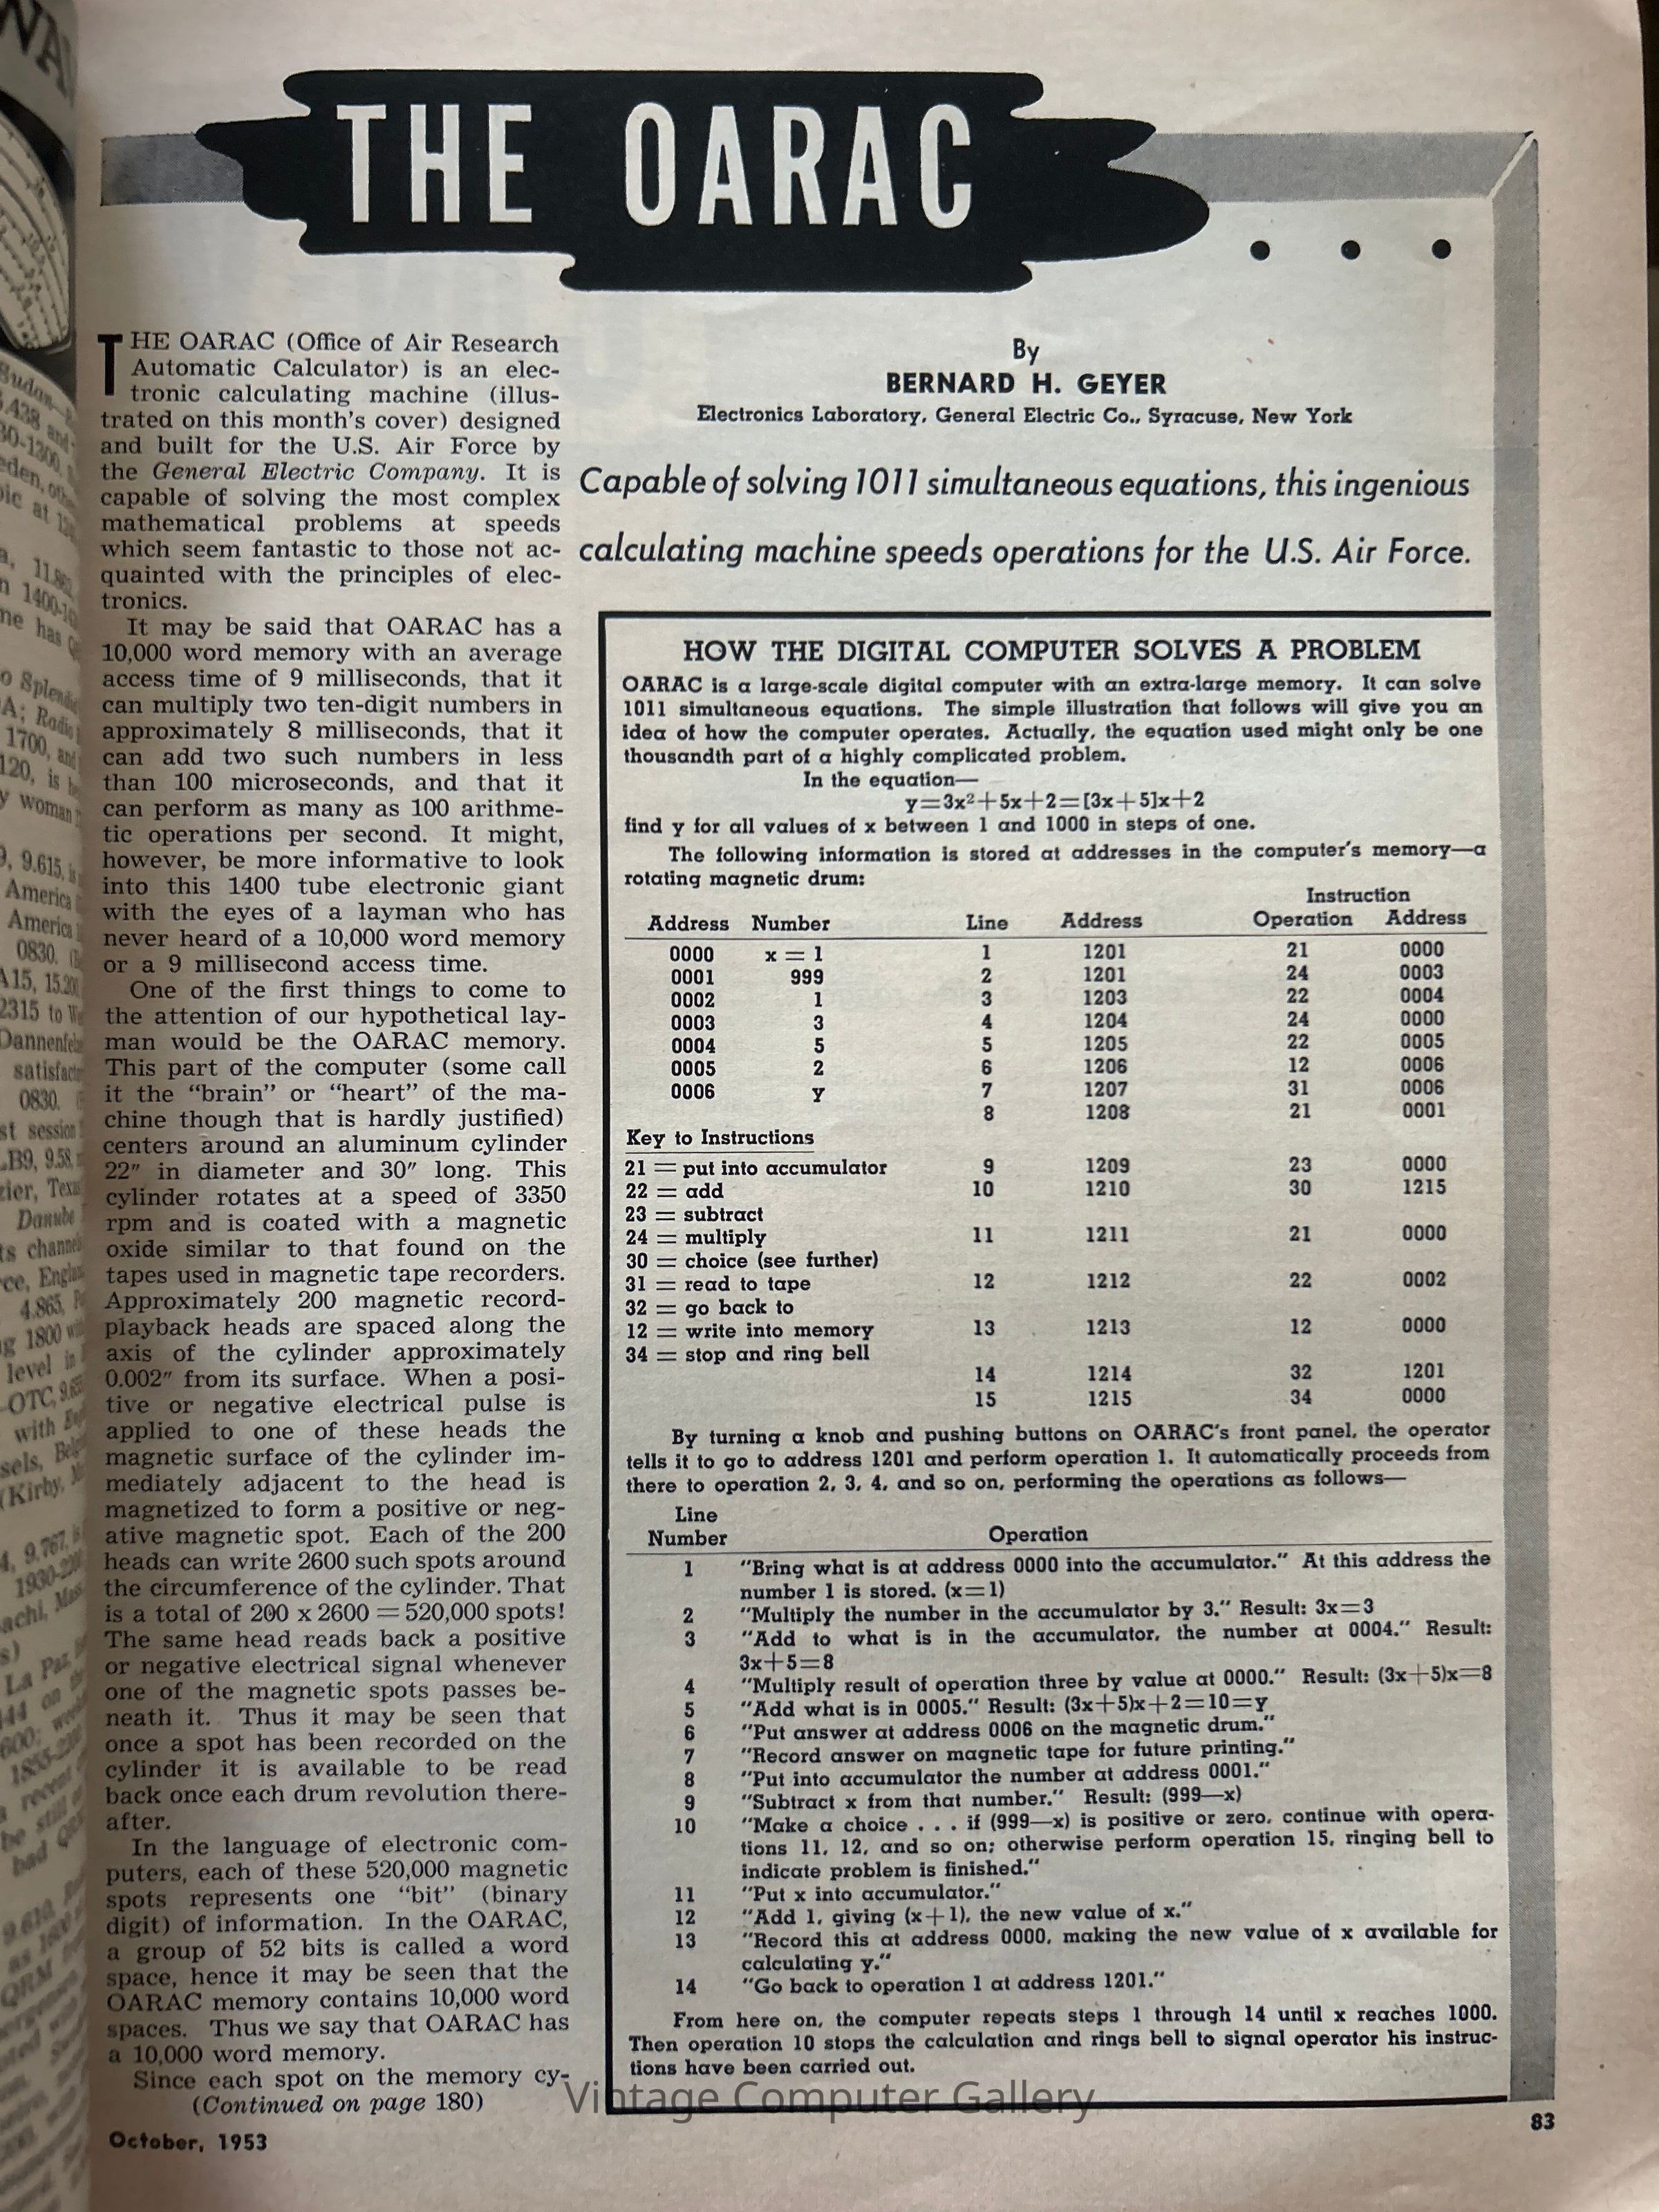 THE OARAC
THE OARAC (Office of Air Research
Automatic Calculator) is an elec-
tronic calculating machine (illus-
trated on this month's cover) designed
and built for the U.S. Air Force by
the General Electric Company. It is
capable of solving the most complex
mathematical problems at speeds
which seem fantastic to those not ac-
quainted with the principles of elec-
tronics.
It may be said that OARAC has a
10,000 word memory with an average
access time of 9 milliseconds, that it
can multiply two ten-digit numbers in
approximately 8 milliseconds, that it
can add two such numbers in less
than 100 microseconds, and that it
can perform as many as 100 arithme-
tic operations per second. It might,
however, be more informative to look
into this 1400 tube electronic giant
with the eyes of a layman who has
never heard of a 10,000 word memory
or a 9 millisecond access time.
One of the first things to come to
the attention of our hypothetical lay-
man would be the OARAC memory.
This part of the computer (some call
it the "brain" or "heart" of the ma-
chine though that is hardly justified)
centers around an aluminum cylinder
22" in diameter and 30" long. This
cylinder rotates at a speed of 3350
rpm and is coated with a magnetic
oxide similar to that found on the
tapes used in magnetic tape recorders.
Approximately 200 magnetic record-
playback heads are spaced along the
axis of the cylinder approximately
0.002" from its surface. When a posi-
tive or negative electrical pulse is
applied to one of these heads the
magnetic surface of the cylinder im-
mediately adjacent to the head is
magnetized to form a positive or neg-
ative magnetic spot. Each of the 200
heads can write 2600 such spots around
the circumference of the cylinder. That
is a total of 200 x 2600 = 520,000 spots!
The same head reads back a positive
or negative electrical signal whenever
one of the magnetic spots passes be-
neath it. Thus it may be seen that
once a spot has been recorded on the
cylinder it is available to be read
back once each drum revolution there-
after.
In the language of electronic com-
puters, each of these 520,000 magnetic
spots represents one "bit" (binary
digit) of information. In the OARAC,
a group of 52 bits is called a word
space, hence it may be seen that the
OARAC memory contains 10,000 word
spaces. Thus we say that OARAC has
a 10,000 word memory.
Since each spot on the memory cy-
(Continued on page 180)
October, 1953
By
BERNARD H. GEYER
Electronics Laboratory, General Electric Co., Syracuse, New York
Capable of solving 1011 simultaneous equations, this ingenious
calculating machine speeds operations for the U.S. Air Force.
HOW THE DIGITAL COMPUTER SOLVES A PROBLEM
OARAC is a large-scale digital computer with an extra-large memory. It can solve
1011 simultaneous equations. The simple illustration that follows will give you an
idea of how the computer operates. Actually, the equation used might only be one
thousandth part of a highly complicated problem.
In the equation—
y=3x²+5x+2=[3x+5]x+2
find y for all values of x between 1 and 1000 in steps of one.
The following information is stored at addresses in the computer's memory—a
rotating magnetic drum:
Instruction
Address Number Line Address Operation Address
0000 x = 1 1 1201 21 0000
0001 999 2 1201 24 0003
0002 1 3 1203 22 0004
0003 3 4 1204 24 0000
0004 5 5 1205 22 0005
0005 2 6 1206 12 0006
0006 y 7 1207 31 0006
8 1208 21 0001
Key to Instructions
21 = put into accumulator 9 1209 23 0000
22 = add 10 1210 30 1215
23 = subtract
24 = multiply 11 1211 21 0000
30 = choice (see further)
31 = read to tape 12 1212 22 0002
32 = go back to
12 = write into memory 13 1213 12 0000
34 = stop and ring bell
14 1214 32 1201
15 1215 34 0000
By turning a knob and pushing buttons on OARAC's front panel, the operator
tells it to go to address 1201 and perform operation 1. It automatically proceeds from
there to operation 2, 3, 4, and so on, performing the operations as follows—
Line
Number Operation
1 "Bring what is at address 0000 into the accumulator." At this address the
number 1 is stored. (x=1)
2 "Multiply the number in the accumulator by 3." Result: 3x=3
3 "Add to what is in the accumulator, the number at 0004." Result:
3x+5=8
4 "Multiply result of operation three by value at 0000." Result: (3x+5)x=8
5 "Add what is in 0005." Result: (3x+5)x+2=10=y
6 "Put answer at address 0006 on the magnetic drum."
7 "Record answer on magnetic tape for future printing."
8 "Put into accumulator the number at address 0001."
9 "Subtract x from that number." Result: (999—x)
10 "Make a choice . . . if (999—x) is positive or zero, continue with opera-
tions 11, 12, and so on; otherwise perform operation 15, ringing bell to
indicate problem is finished."
11 "Put x into accumulator."
12 "Add 1, giving (x+1), the new value of x."
13 "Record this at address 0000, making the new value of x available for
calculating y."
14 "Go back to operation 1 at address 1201."
From here on, the computer repeats steps 1 through 14 until x reaches 1000.
Then operation 10 stops the calculation and rings bell to signal operator his instruc-
tions have been carried out.
Vintage Computer Gallery
83